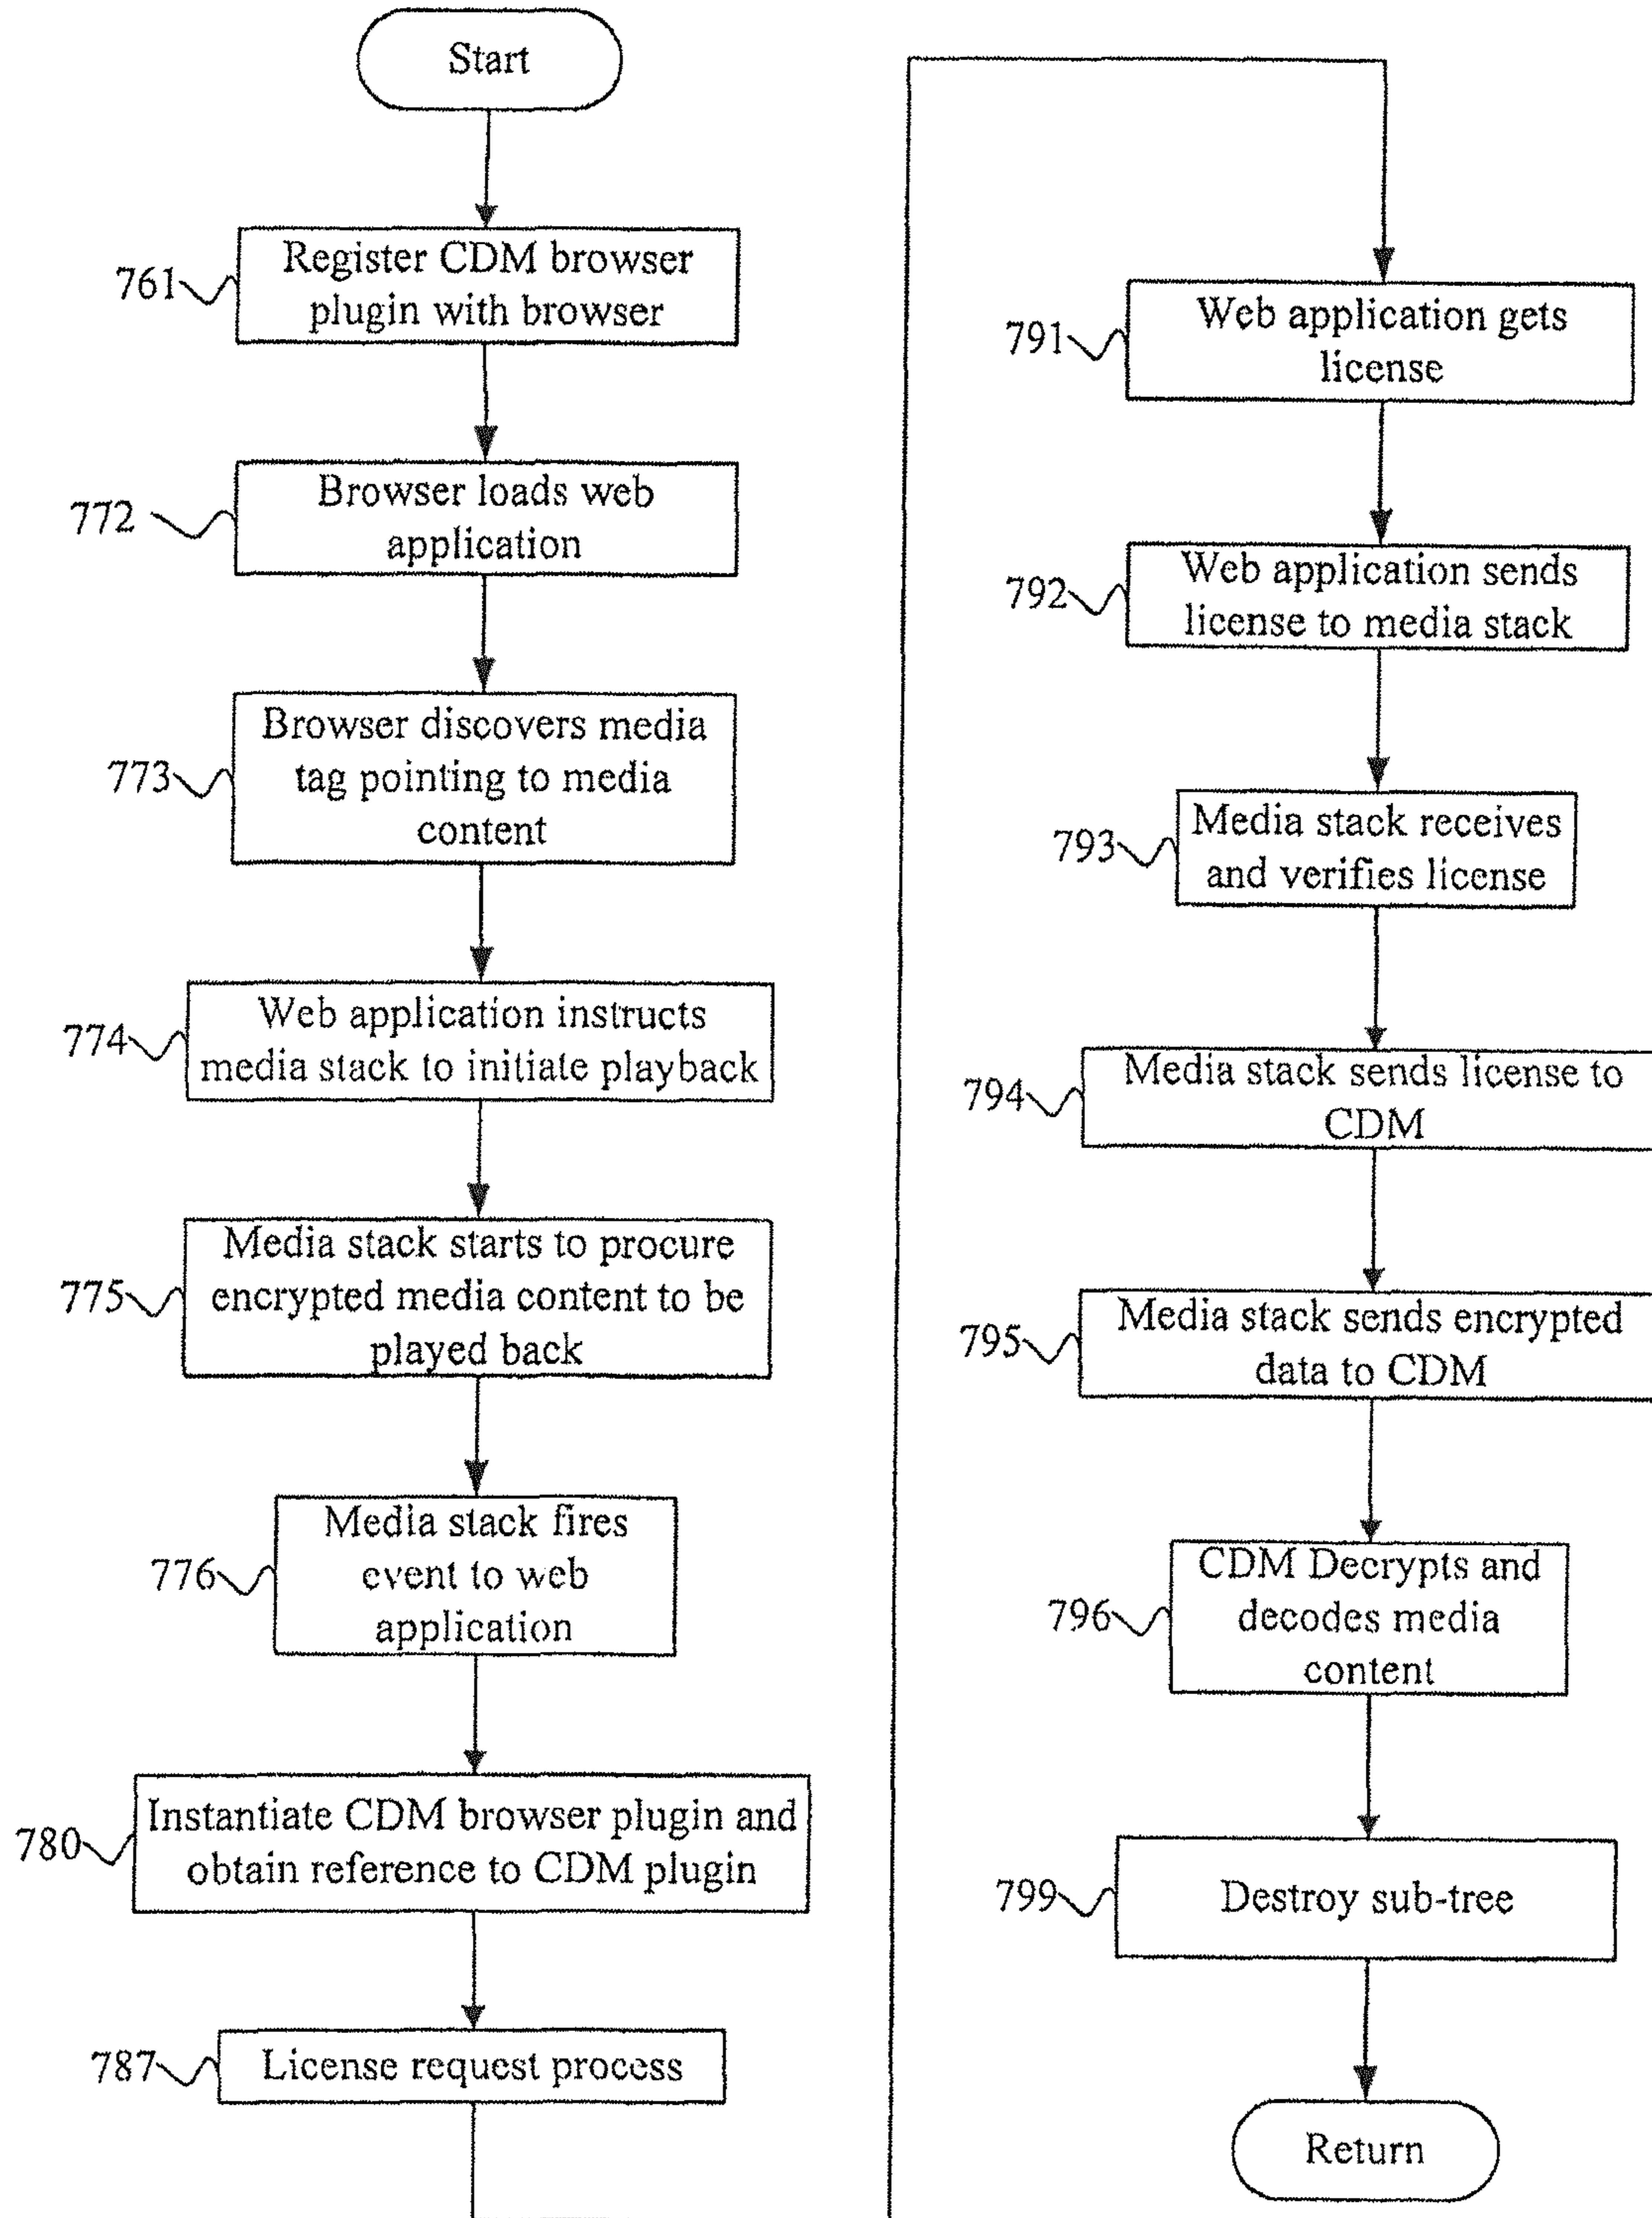 Start
761
Register CDM browser
plugin with browser
772
Browser loads web
application
773
Browser discovers media
tag pointing to media
content
774
Web application instructs
media stack to initiate playback
775
Media stack starts to procure
encrypted media content to be
played back
776
Media stack fires
event to web
application
780
Instantiate CDM browser plugin and
obtain reference to CDM plugin
787
License request process
791
Web application gets
license
792
Web application sends
license to media stack
793
Media stack receives
and verifies license
794
Media stack sends license to
CDM
795
Media stack sends encrypted
data to CDM
796
CDM Decrypts and
decodes media
content
799
Destroy sub-tree
Return